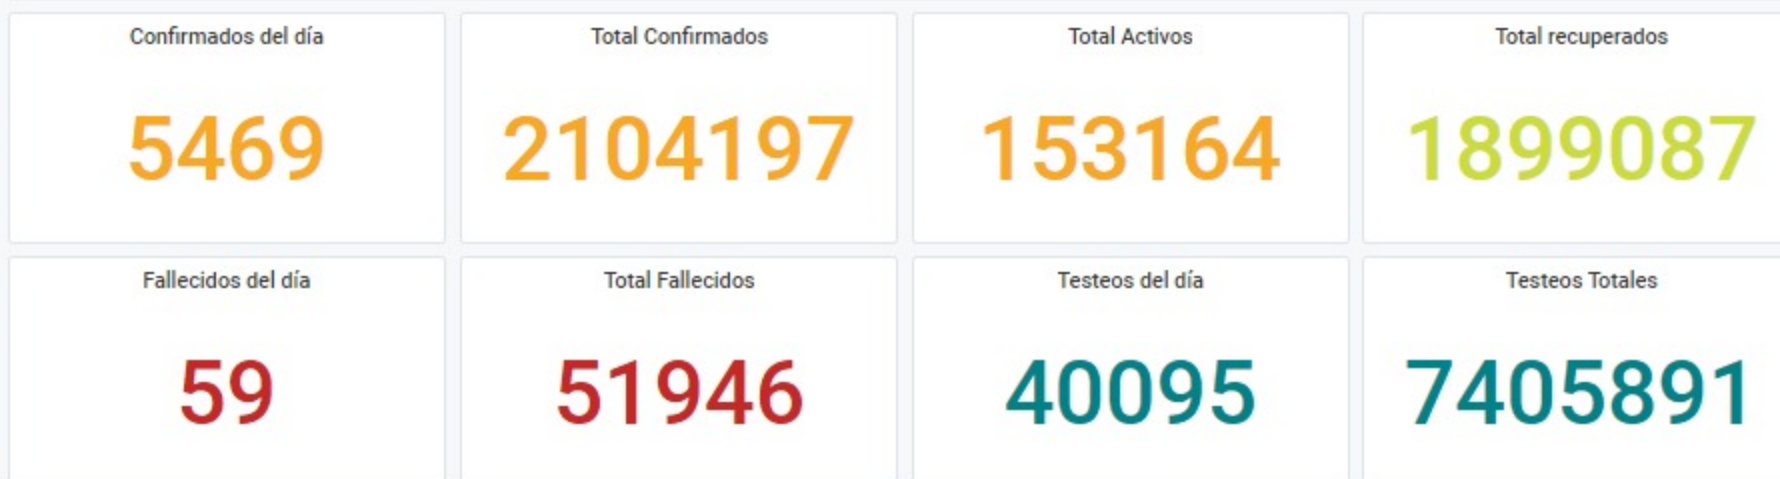 Confirmados del día
5469
Total Confirmados
2104197
Total Activos
153164
Total recuperados
1899087
Fallecidos del día
59
Total Fallecidos
51946
Testeos del día
40095
Testeos Totales
7405891